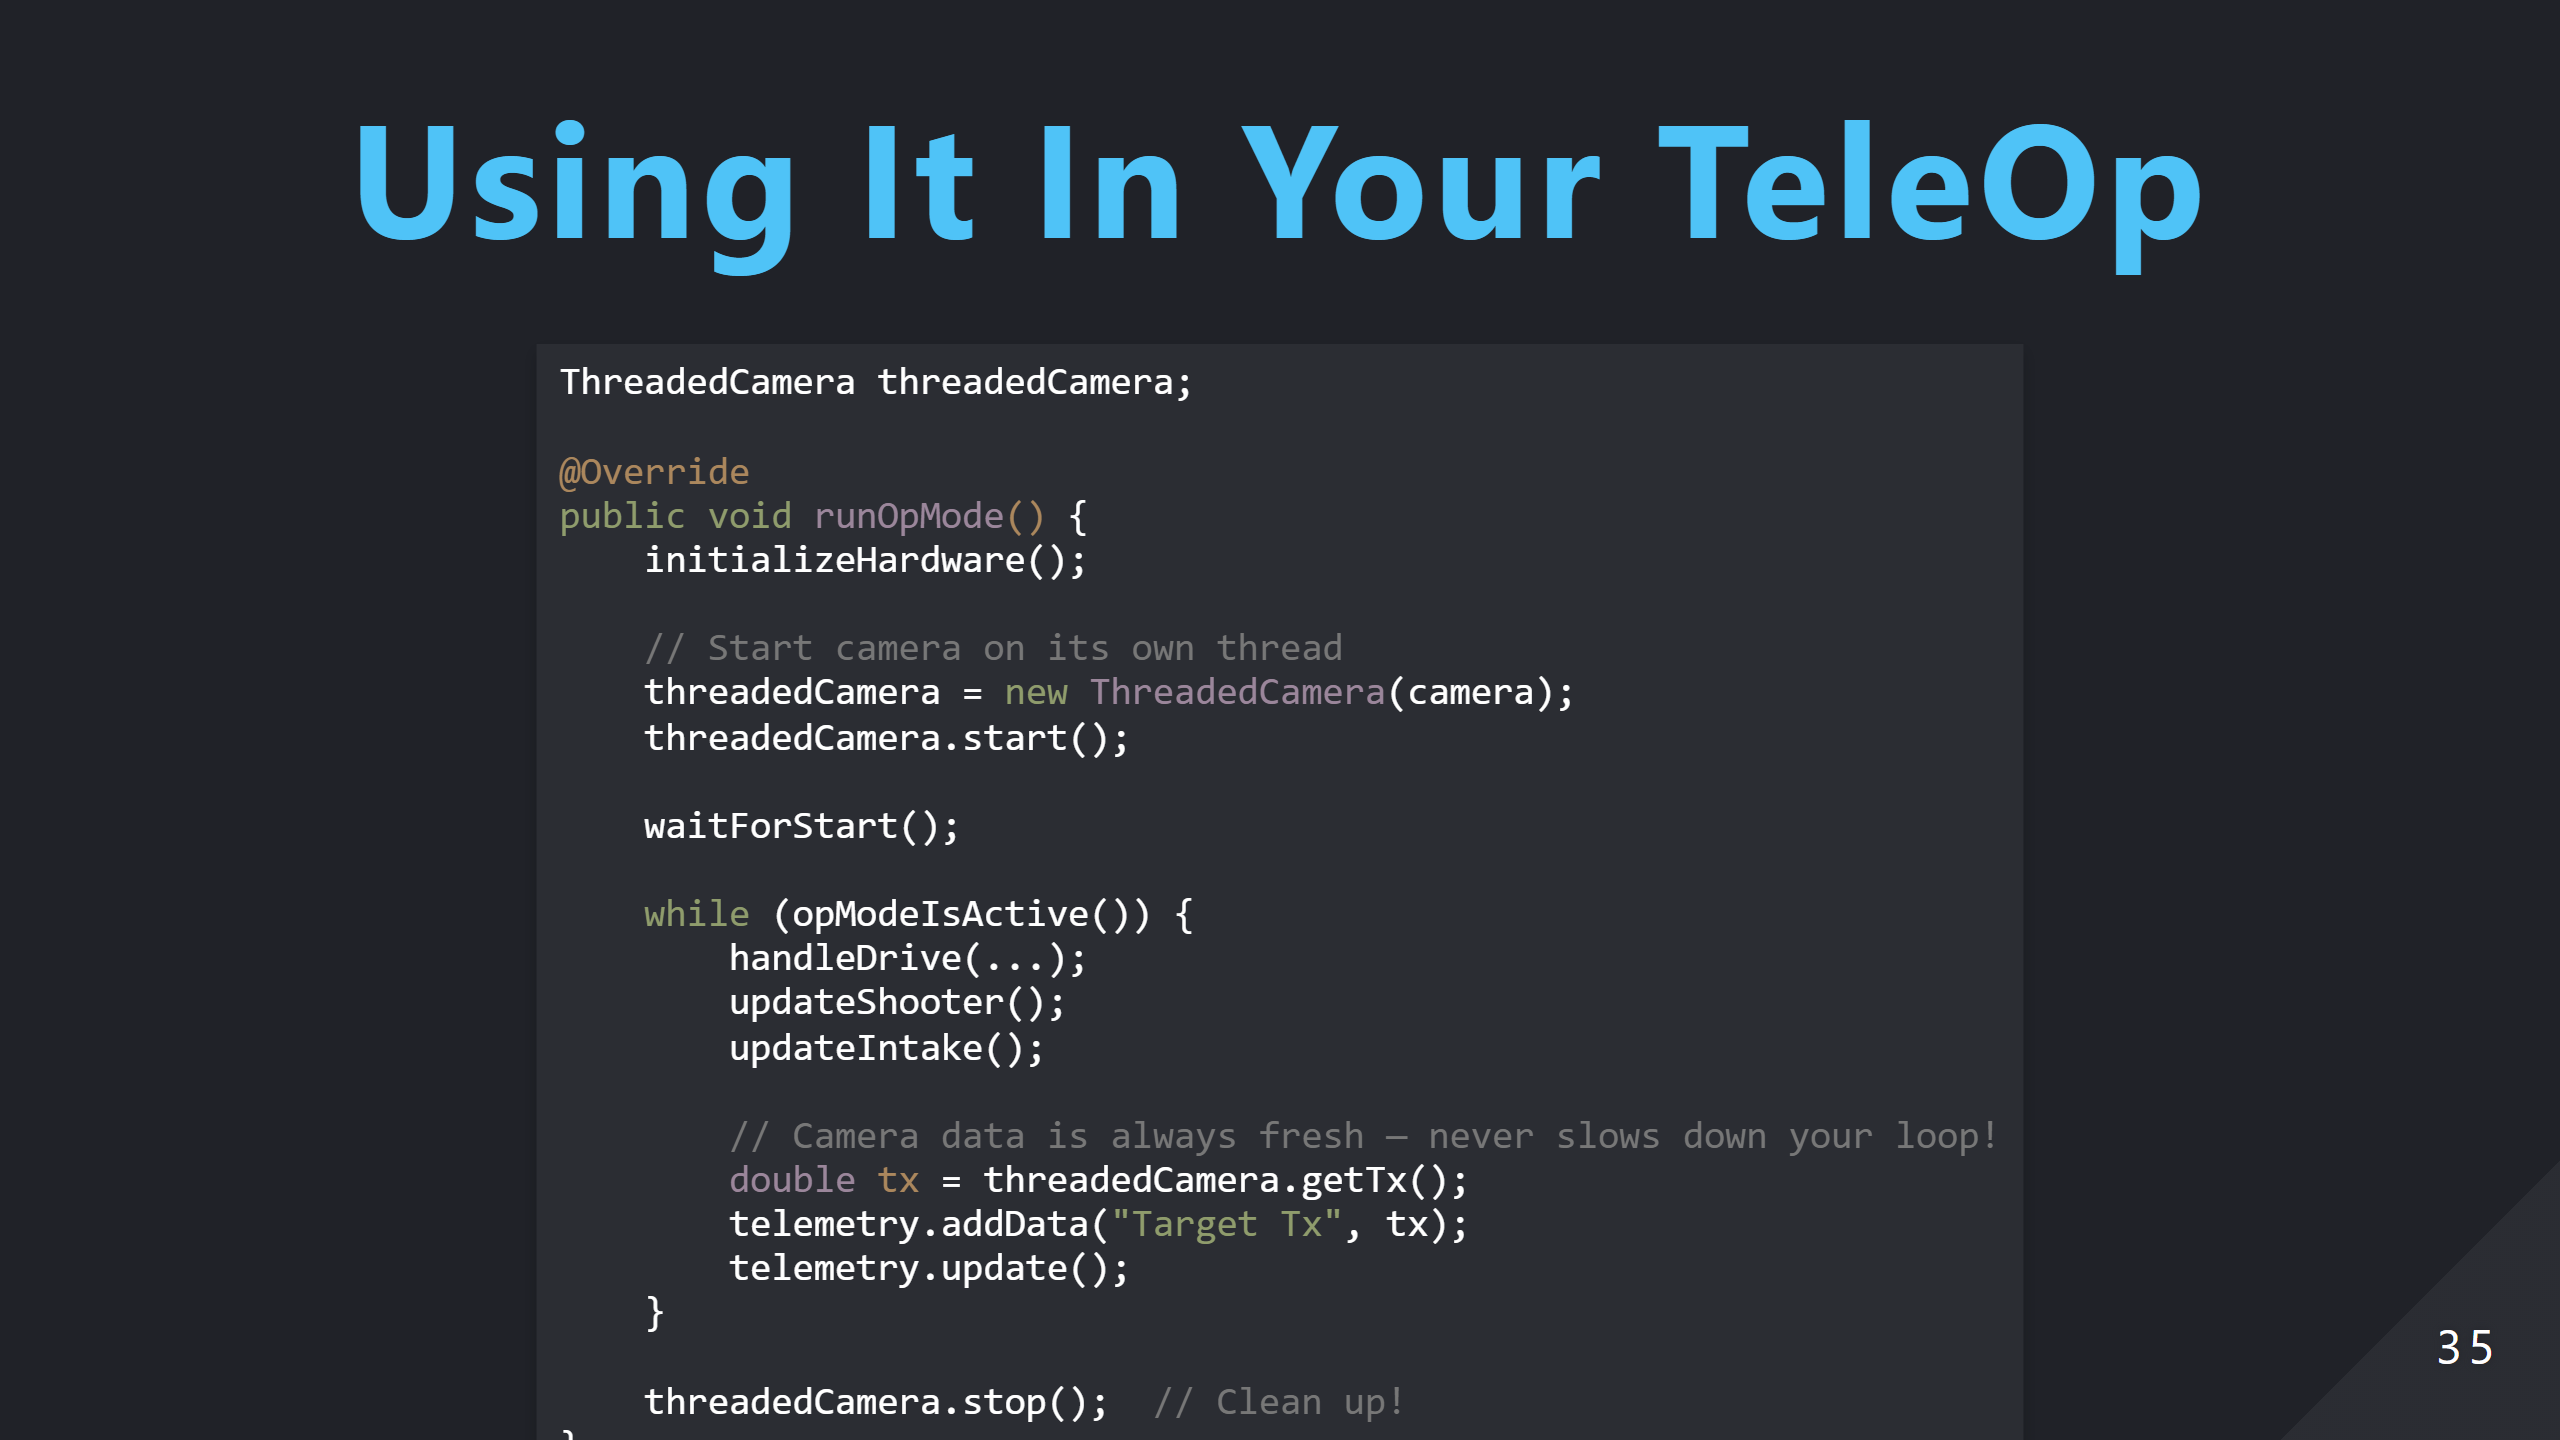 Using It In Your TeleOp
ThreadedCamera threadedCamera;
@Override
public void runOpMode() {
    initializeHardware();
    // Start camera on its own thread
    threadedCamera = new ThreadedCamera(camera);
    threadedCamera.start();
    waitForStart();
    while (opModeIsActive()) {
        handleDrive(...);
        updateShooter();
        updateIntake();
        // Camera data is always fresh — never slows down your loop!
        double tx = threadedCamera.getTx();
        telemetry.addData("Target Tx", tx);
        telemetry.update();
    }
    threadedCamera.stop();  // Clean up!
}
35